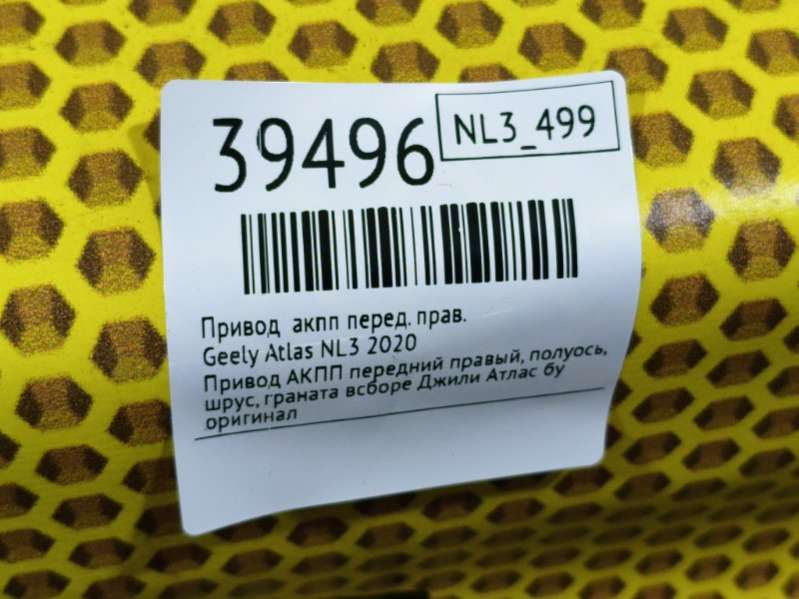 39496
NL3_499
Привод акпп перед. прав.
Geely Atlas NL3 2020
Привод АКПП передний правый, полуось,
шрус, граната всборе Джили Атлас бу
оригинал